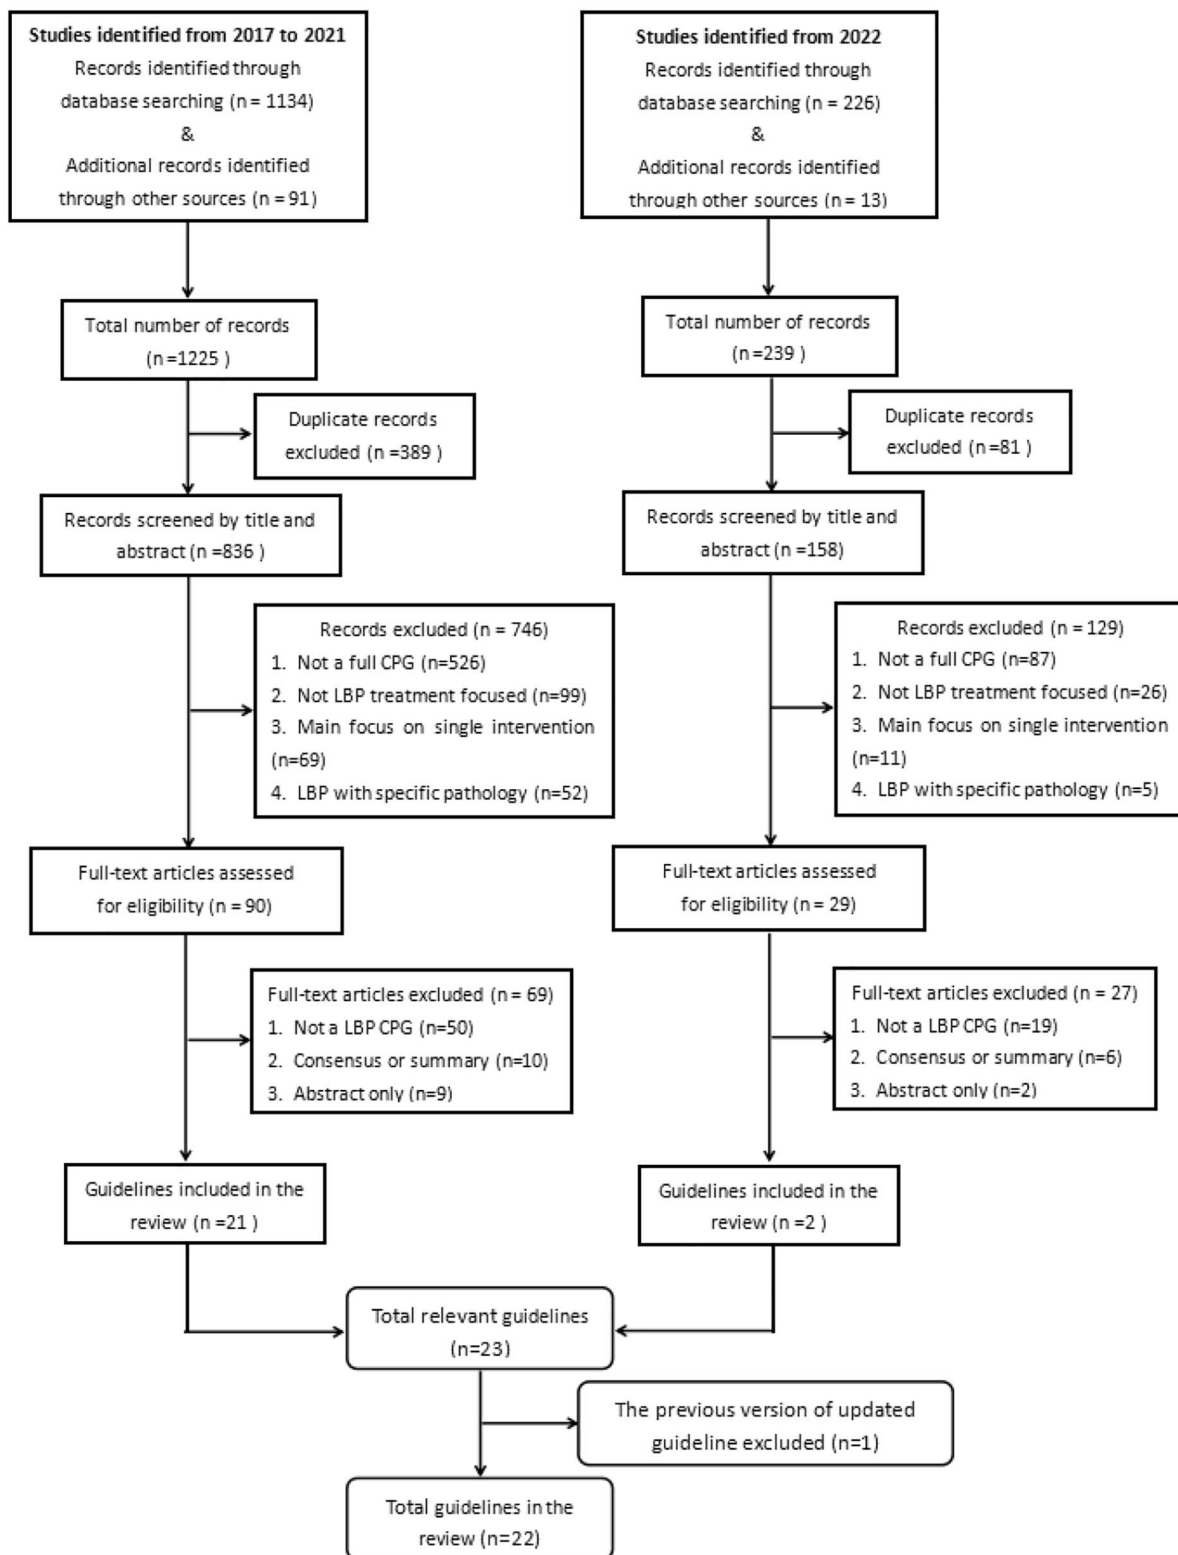 Studies identified from 2017 to 2021
Records identified through
database searching (n = 1134)
&
Additional records identified
through other sources (n = 91)
Total number of records
(n =1225 )
Duplicate records
excluded (n =389 )
Records screened by title and
abstract (n =836 )
Records excluded (n = 746)
1. Not a full CPG (n=526)
2. Not LBP treatment focused (n=99)
3. Main focus on single intervention
(n=69)
4. LBP with specific pathology (n=52)
Full-text articles assessed
for eligibility (n = 90)
Full-text articles excluded (n = 69)
1. Not a LBP CPG (n=50)
2. Consensus or summary (n=10)
3. Abstract only (n=9)
Guidelines included in the
review (n =21 )
Studies identified from 2022
Records identified through
database searching (n = 226)
&
Additional records identified
through other sources (n = 13)
Total number of records
(n =239 )
Duplicate records
excluded (n =81 )
Records screened by title and
abstract (n =158)
Records excluded (n = 129)
1. Not a full CPG (n=87)
2. Not LBP treatment focused (n=26)
3. Main focus on single intervention
(n=11)
4. LBP with specific pathology (n=5)
Full-text articles assessed
for eligibility (n = 29)
Full-text articles excluded (n = 27)
1. Not a LBP CPG (n=19)
2. Consensus or summary (n=6)
3. Abstract only (n=2)
Guidelines included in the
review (n =2 )
Total relevant guidelines
(n=23)
The previous version of updated
guideline excluded (n=1)
Total guidelines in the
review (n=22)